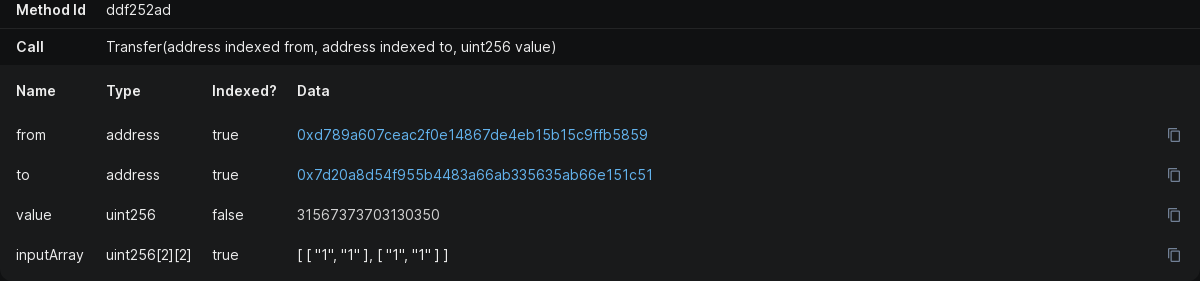 Method Id ddf252ad
Call Transfer(address indexed from, address indexed to, uint256 value)
Name Type Indexed? Data
from address true 0xd789a607ceac2f0e14867de4eb15b15c9ffb5859
to address true 0x7d20a8d54f955b4483a66ab335635ab66e151c51
value uint256 false 31567373703130350
inputArray uint256[2][2] true [ [ "1", "1" ], [ "1", "1" ] ]